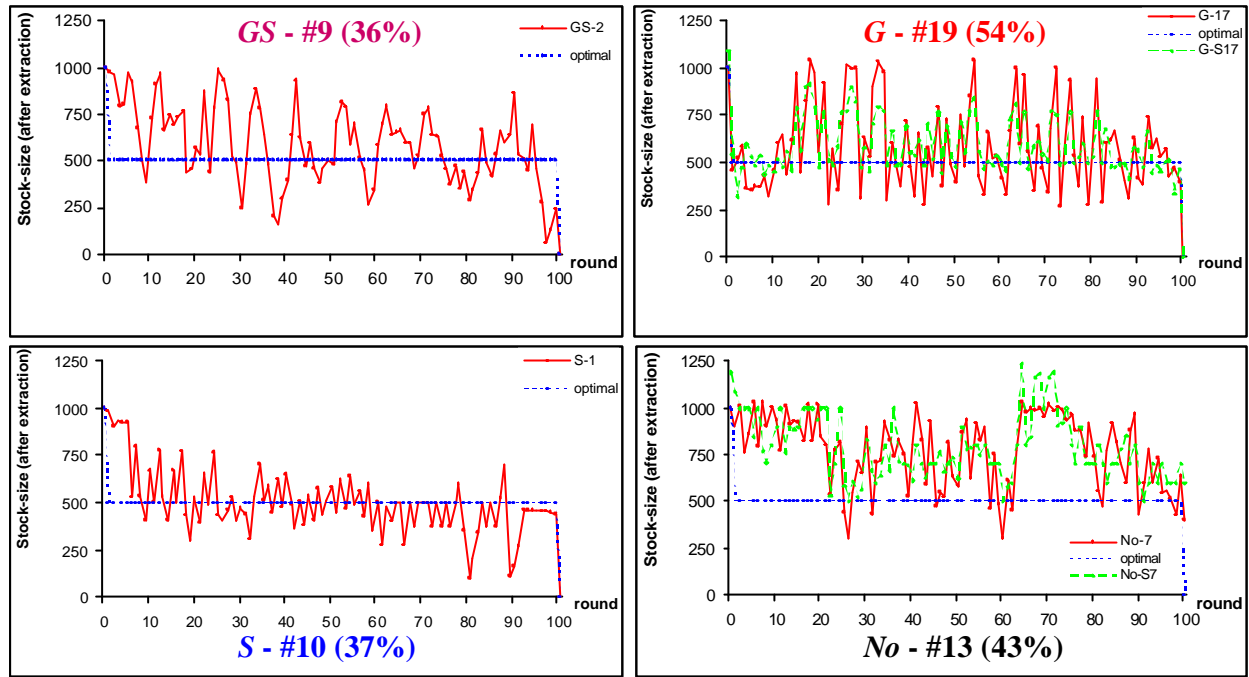 GS - #9 (36%)
GS-2
optimal
Stock-size (after extraction)
1250
1000
750
500
250
0
0 10 20 30 40 50 60 70 80 90 100
round
G - #19 (54%)
G-17
optimal
G-S17
Stock-size (after extraction)
1250
1000
750
500
250
0
0 10 20 30 40 50 60 70 80 90 100
round
S-1
optimal
Stock-size (after extraction)
1250
1000
750
500
250
0
0 10 20 30 40 50 60 70 80 90 100
round
S - #10 (37%)
Stock-size (after extraction)
1250
1000
750
500
250
0
No-7
optimal
No-S7
0 10 20 30 40 50 60 70 80 90 100
round
No - #13 (43%)